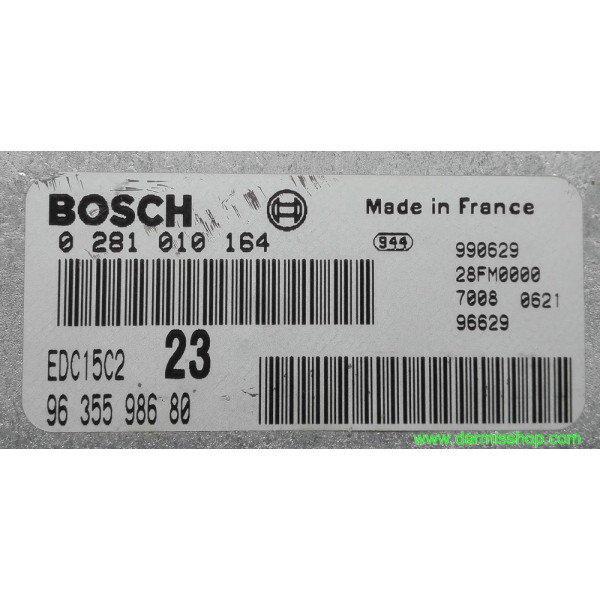 BOSCH
Made in France
0 281 010 164
944
990629
28FM0000
7008 0621
96629
EDC15C2 23
96 355 986 80
www.darmisshop.com